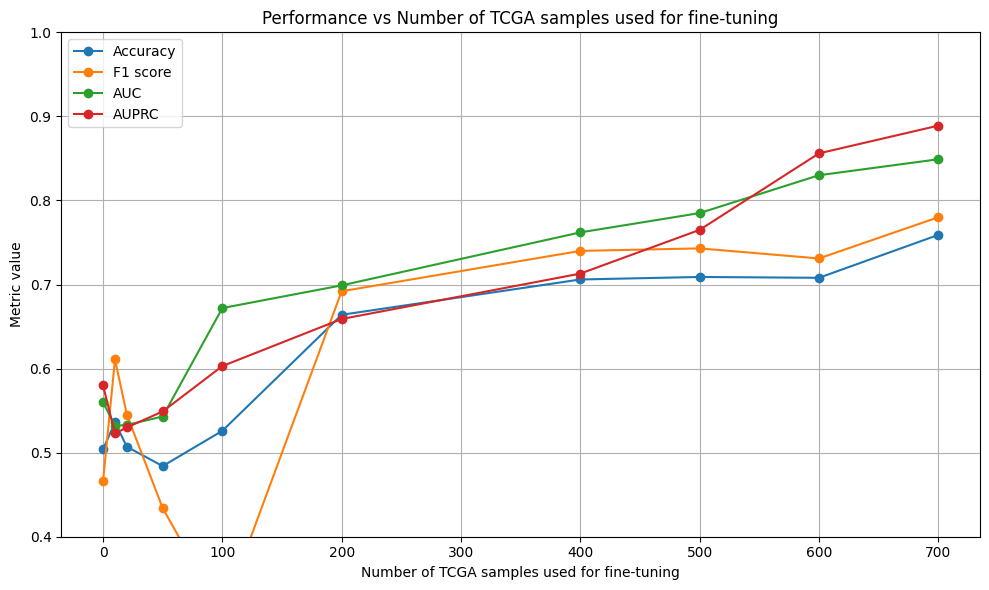 Performance vs Number of TCGA samples used for fine-tuning
Accuracy
F1 score
AUC
AUPRC
Metric value
1.0
0.9
0.8
0.7
0.6
0.5
0.4
0 100 200 300 400 500 600 700
Number of TCGA samples used for fine-tuning